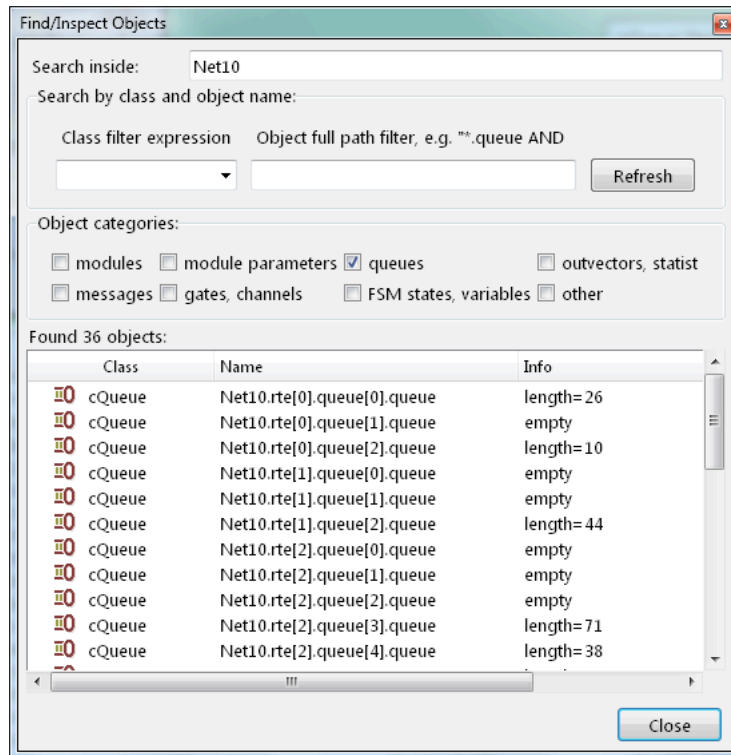 Find/Inspect Objects
Search inside: Net10
Search by class and object name:
Class filter expression Object full path filter, e.g. "*.queue AND
Refresh
Object categories:
modules module parameters queues outvectors, statist
messages gates, channels FSM states, variables other
Found 36 objects:
Class Name Info
cQueue Net10.rte[0].queue[0].queue length=26
cQueue Net10.rte[0].queue[1].queue empty
cQueue Net10.rte[0].queue[2].queue length=10
cQueue Net10.rte[1].queue[0].queue empty
cQueue Net10.rte[1].queue[1].queue empty
cQueue Net10.rte[1].queue[2].queue length=44
cQueue Net10.rte[2].queue[0].queue empty
cQueue Net10.rte[2].queue[1].queue empty
cQueue Net10.rte[2].queue[2].queue empty
cQueue Net10.rte[2].queue[3].queue length=71
cQueue Net10.rte[2].queue[4].queue length=38
Close